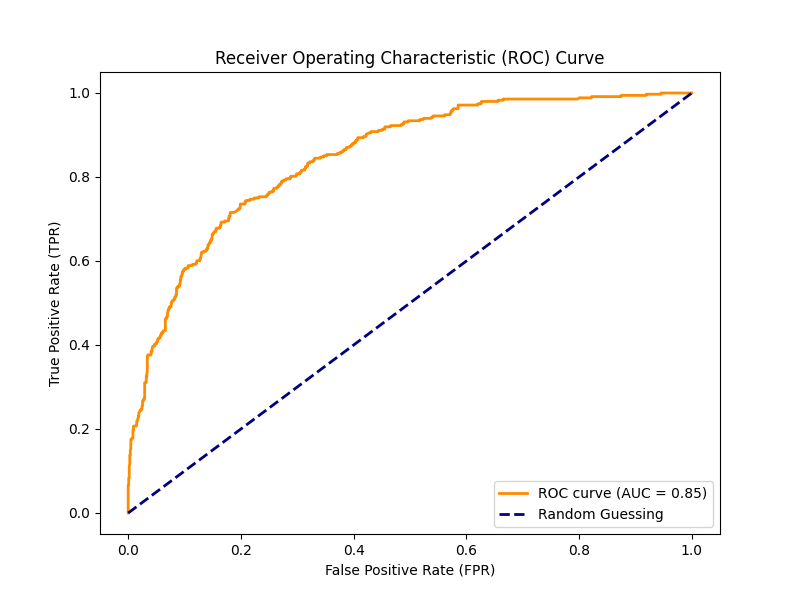 Receiver Operating Characteristic (ROC) Curve
True Positive Rate (TPR)
1.0
0.8
0.6
0.4
0.2
0.0
0.0 0.2 0.4 0.6 0.8 1.0
False Positive Rate (FPR)
ROC curve (AUC = 0.85)
Random Guessing